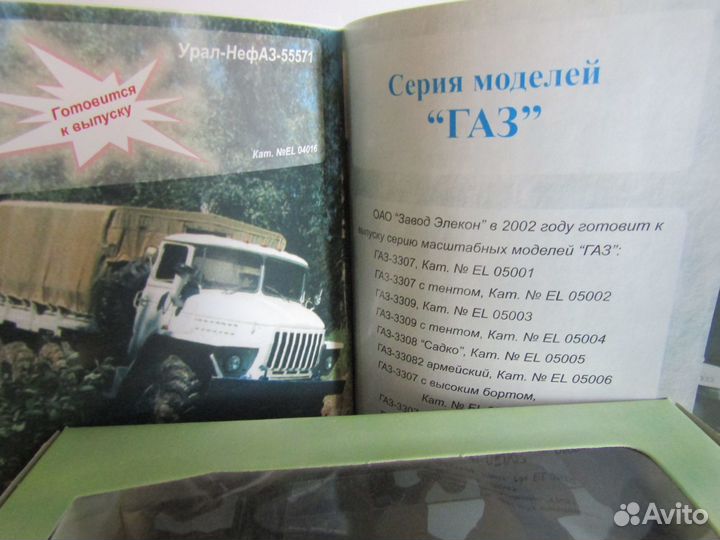 Урал-НефАЗ-55571
Готовится
к выпуску
Кат. №EL 04016
Серия моделей
“ГАЗ”
ОАО “Завод Элекон” в 2002 году готовит к
выпуску серию масштабных моделей “ГАЗ”:
ГАЗ-3307, Кат. № EL 05001
ГАЗ-3307 с тентом, Кат. № EL 05002
ГАЗ-3309, Кат. № EL 05003
ГАЗ-3309 с тентом, Кат. № EL 05004
ГАЗ-3308 “Садко”, Кат. № EL 05005
ГАЗ-33082 армейский, Кат. № EL 05006
ГАЗ-3307 с высоким бортом,
Кат. № EL
Avito